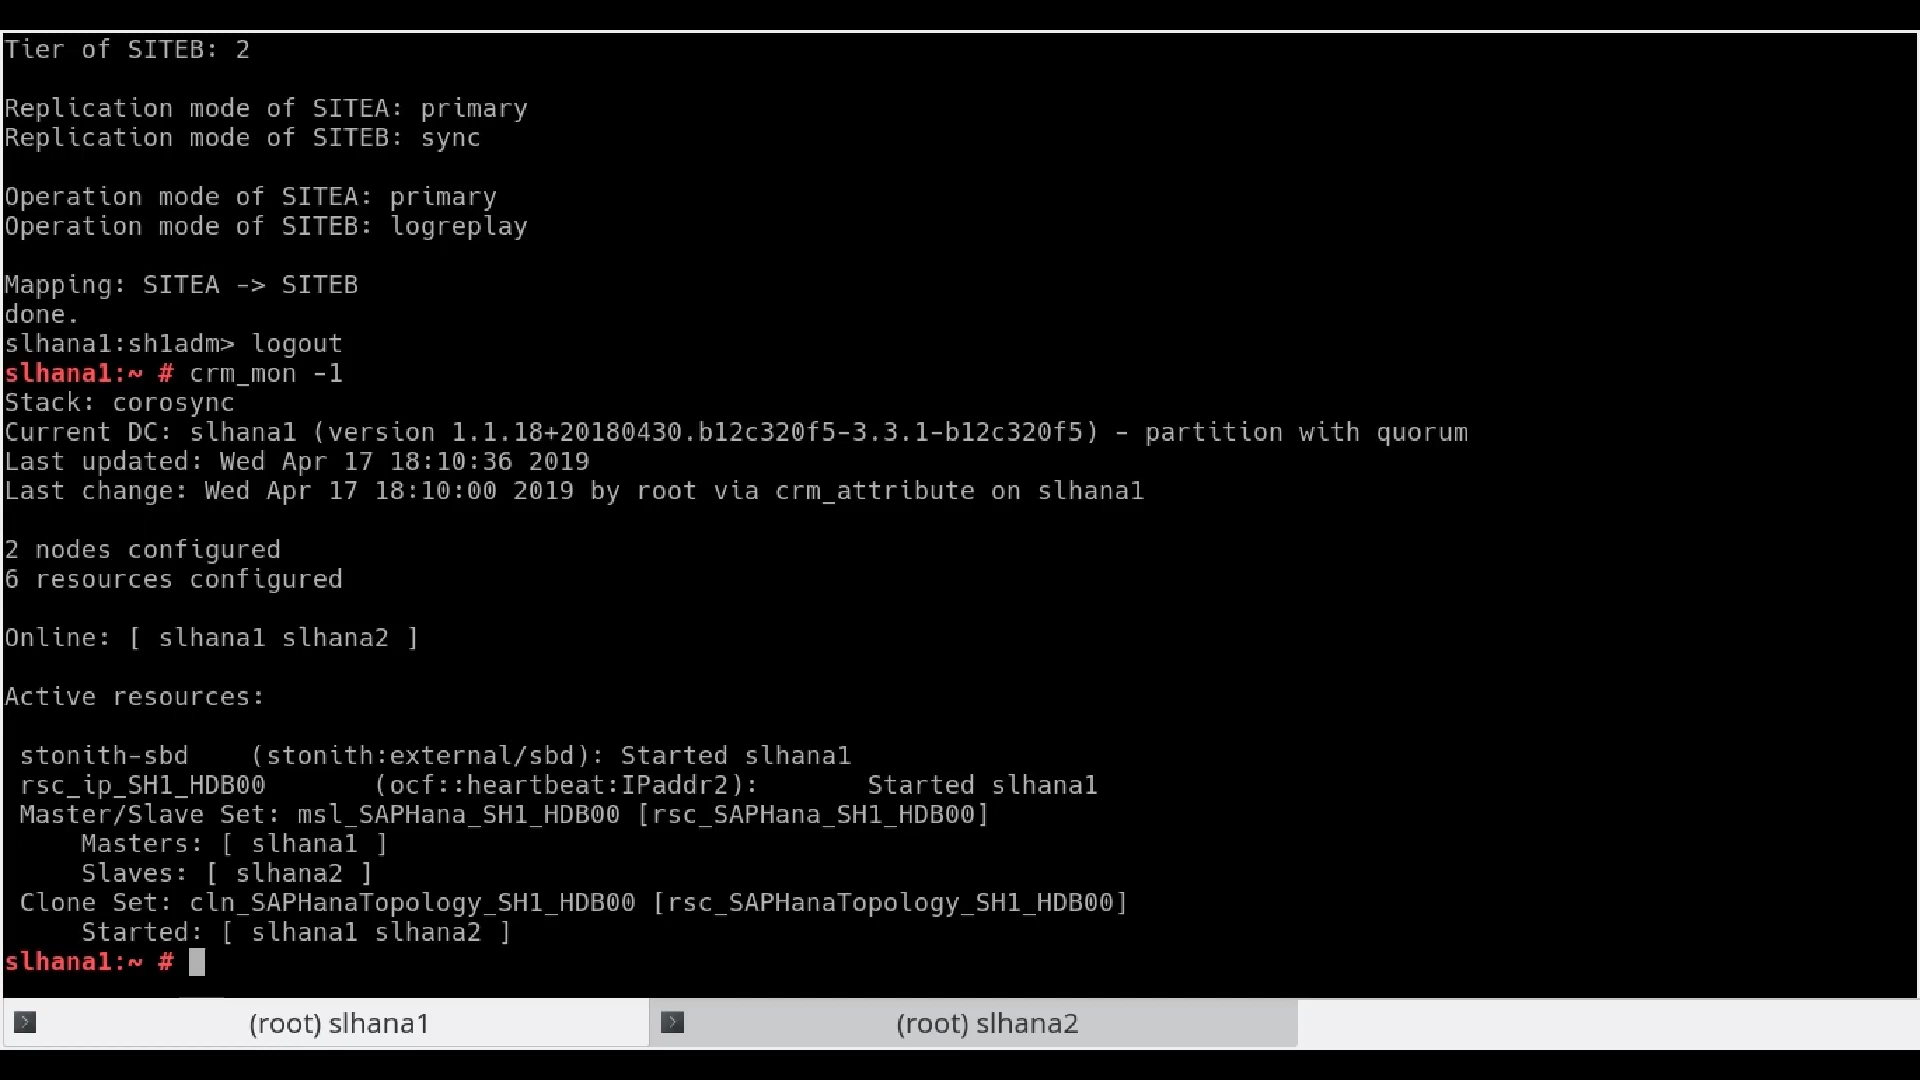 Tier of SITEB: 2
Replication mode of SITEA: primary
Replication mode of SITEB: sync
Operation mode of SITEA: primary
Operation mode of SITEB: logreplay
Mapping: SITEA -> SITEB
done.
slhana1:sh1adm> logout
slhana1:~ # crm_mon -1
Stack: corosync
Current DC: slhana1 (version 1.1.18+20180430.b12c320f5-3.3.1-b12c320f5) - partition with quorum
Last updated: Wed Apr 17 18:10:36 2019
Last change: Wed Apr 17 18:10:00 2019 by root via crm_attribute on slhana1
2 nodes configured
6 resources configured
Online: [ slhana1 slhana2 ]
Active resources:
stonith-sbd    (stonith:external/sbd): Started slhana1
rsc_ip_SH1_HDB00       (ocf::heartbeat:IPaddr2):       Started slhana1
Master/Slave Set: msl_SAPHana_SH1_HDB00 [rsc_SAPHana_SH1_HDB00]
Masters: [ slhana1 ]
Slaves: [ slhana2 ]
Clone Set: cln_SAPHanaTopology_SH1_HDB00 [rsc_SAPHanaTopology_SH1_HDB00]
Started: [ slhana1 slhana2 ]
slhana1:~ #
(root) slhana1
(root) slhana2